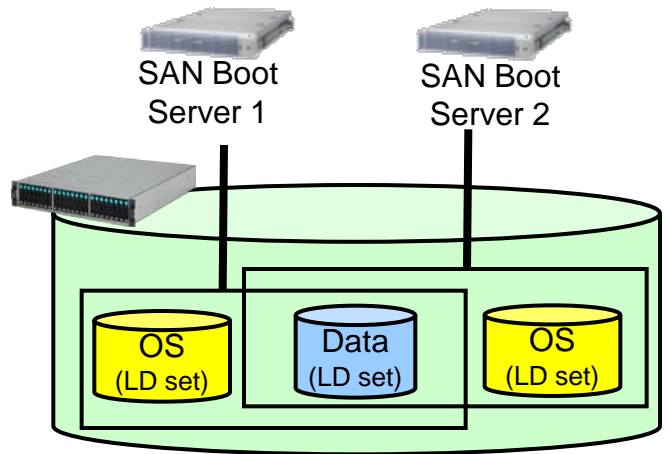 SAN Boot
Server 1
SAN Boot
Server 2
OS
(LD set)
Data
(LD set)
OS
(LD set)